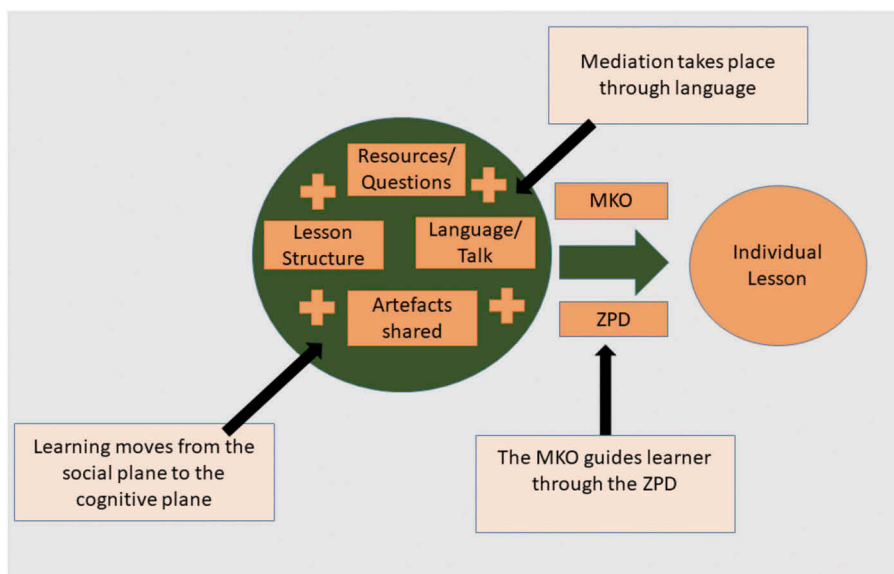 Mediation takes place
through language
Resources/
Questions
MKO
Lesson
Structure
Language/
Talk
Individual
Lesson
Artefacts
shared
ZPD
Learning moves from the
social plane to the
cognitive plane
The MKO guides learner
through the ZPD